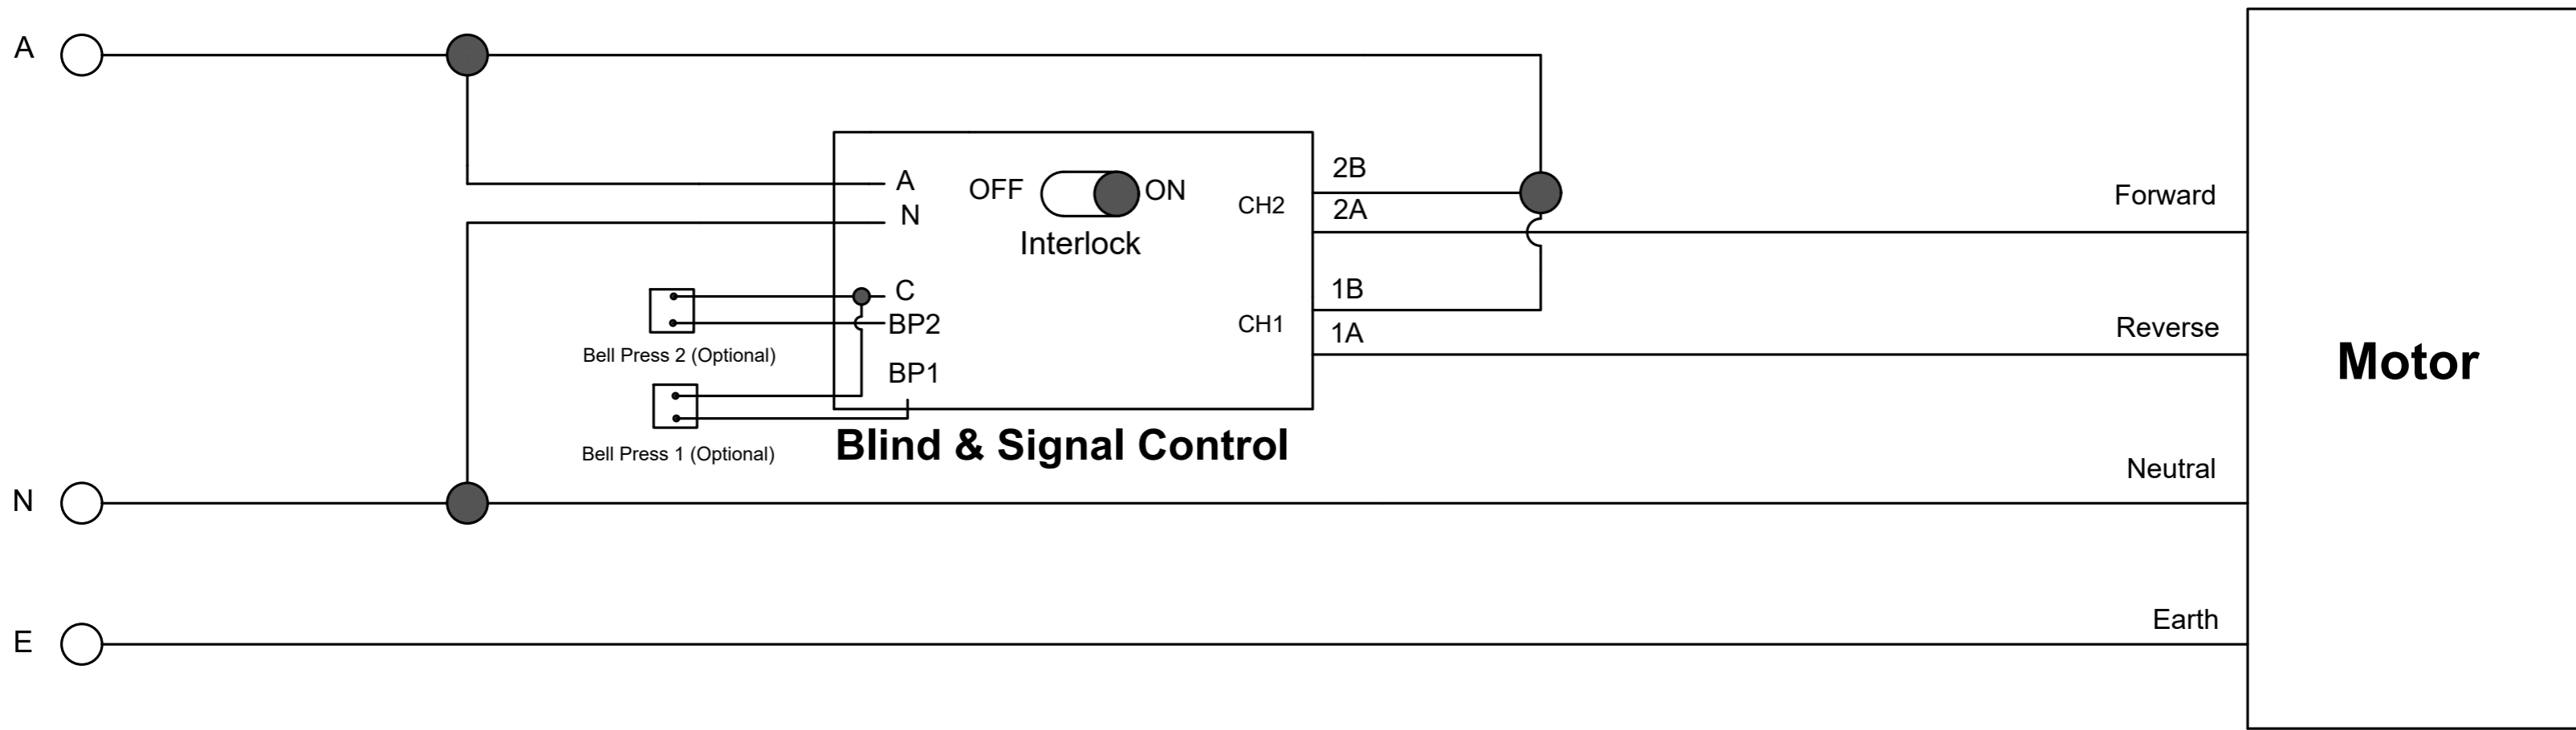 A
A
N
OFF
ON
Interlock
CH2
2B
2A
Forward
C
BP2
Bell Press 2 (Optional)
BP1
CH1
1B
1A
Reverse
Motor
Bell Press 1 (Optional)
Blind & Signal Control
Neutral
N
Earth
E